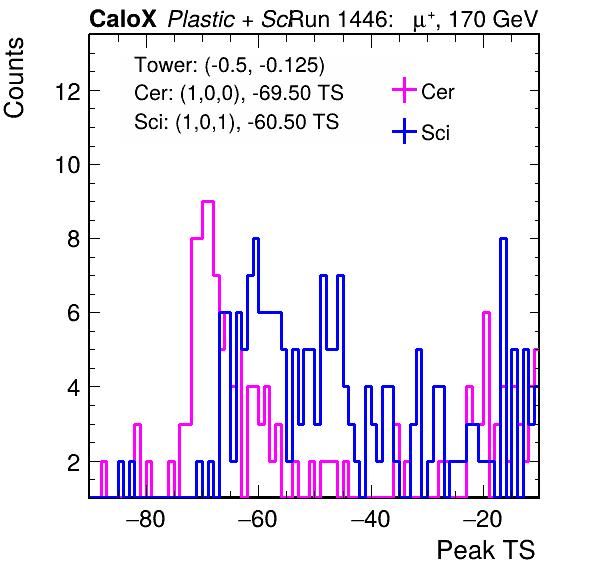 CaloX Plastic + SciRun 1446: μ⁺, 170 GeV
Counts
Tower: (-0.5, -0.125)
Cer: (1,0,0), -69.50 TS
Sci: (1,0,1), -60.50 TS
Cer
Sci
12
10
8
6
4
2
−80 −60 −40 −20
Peak TS